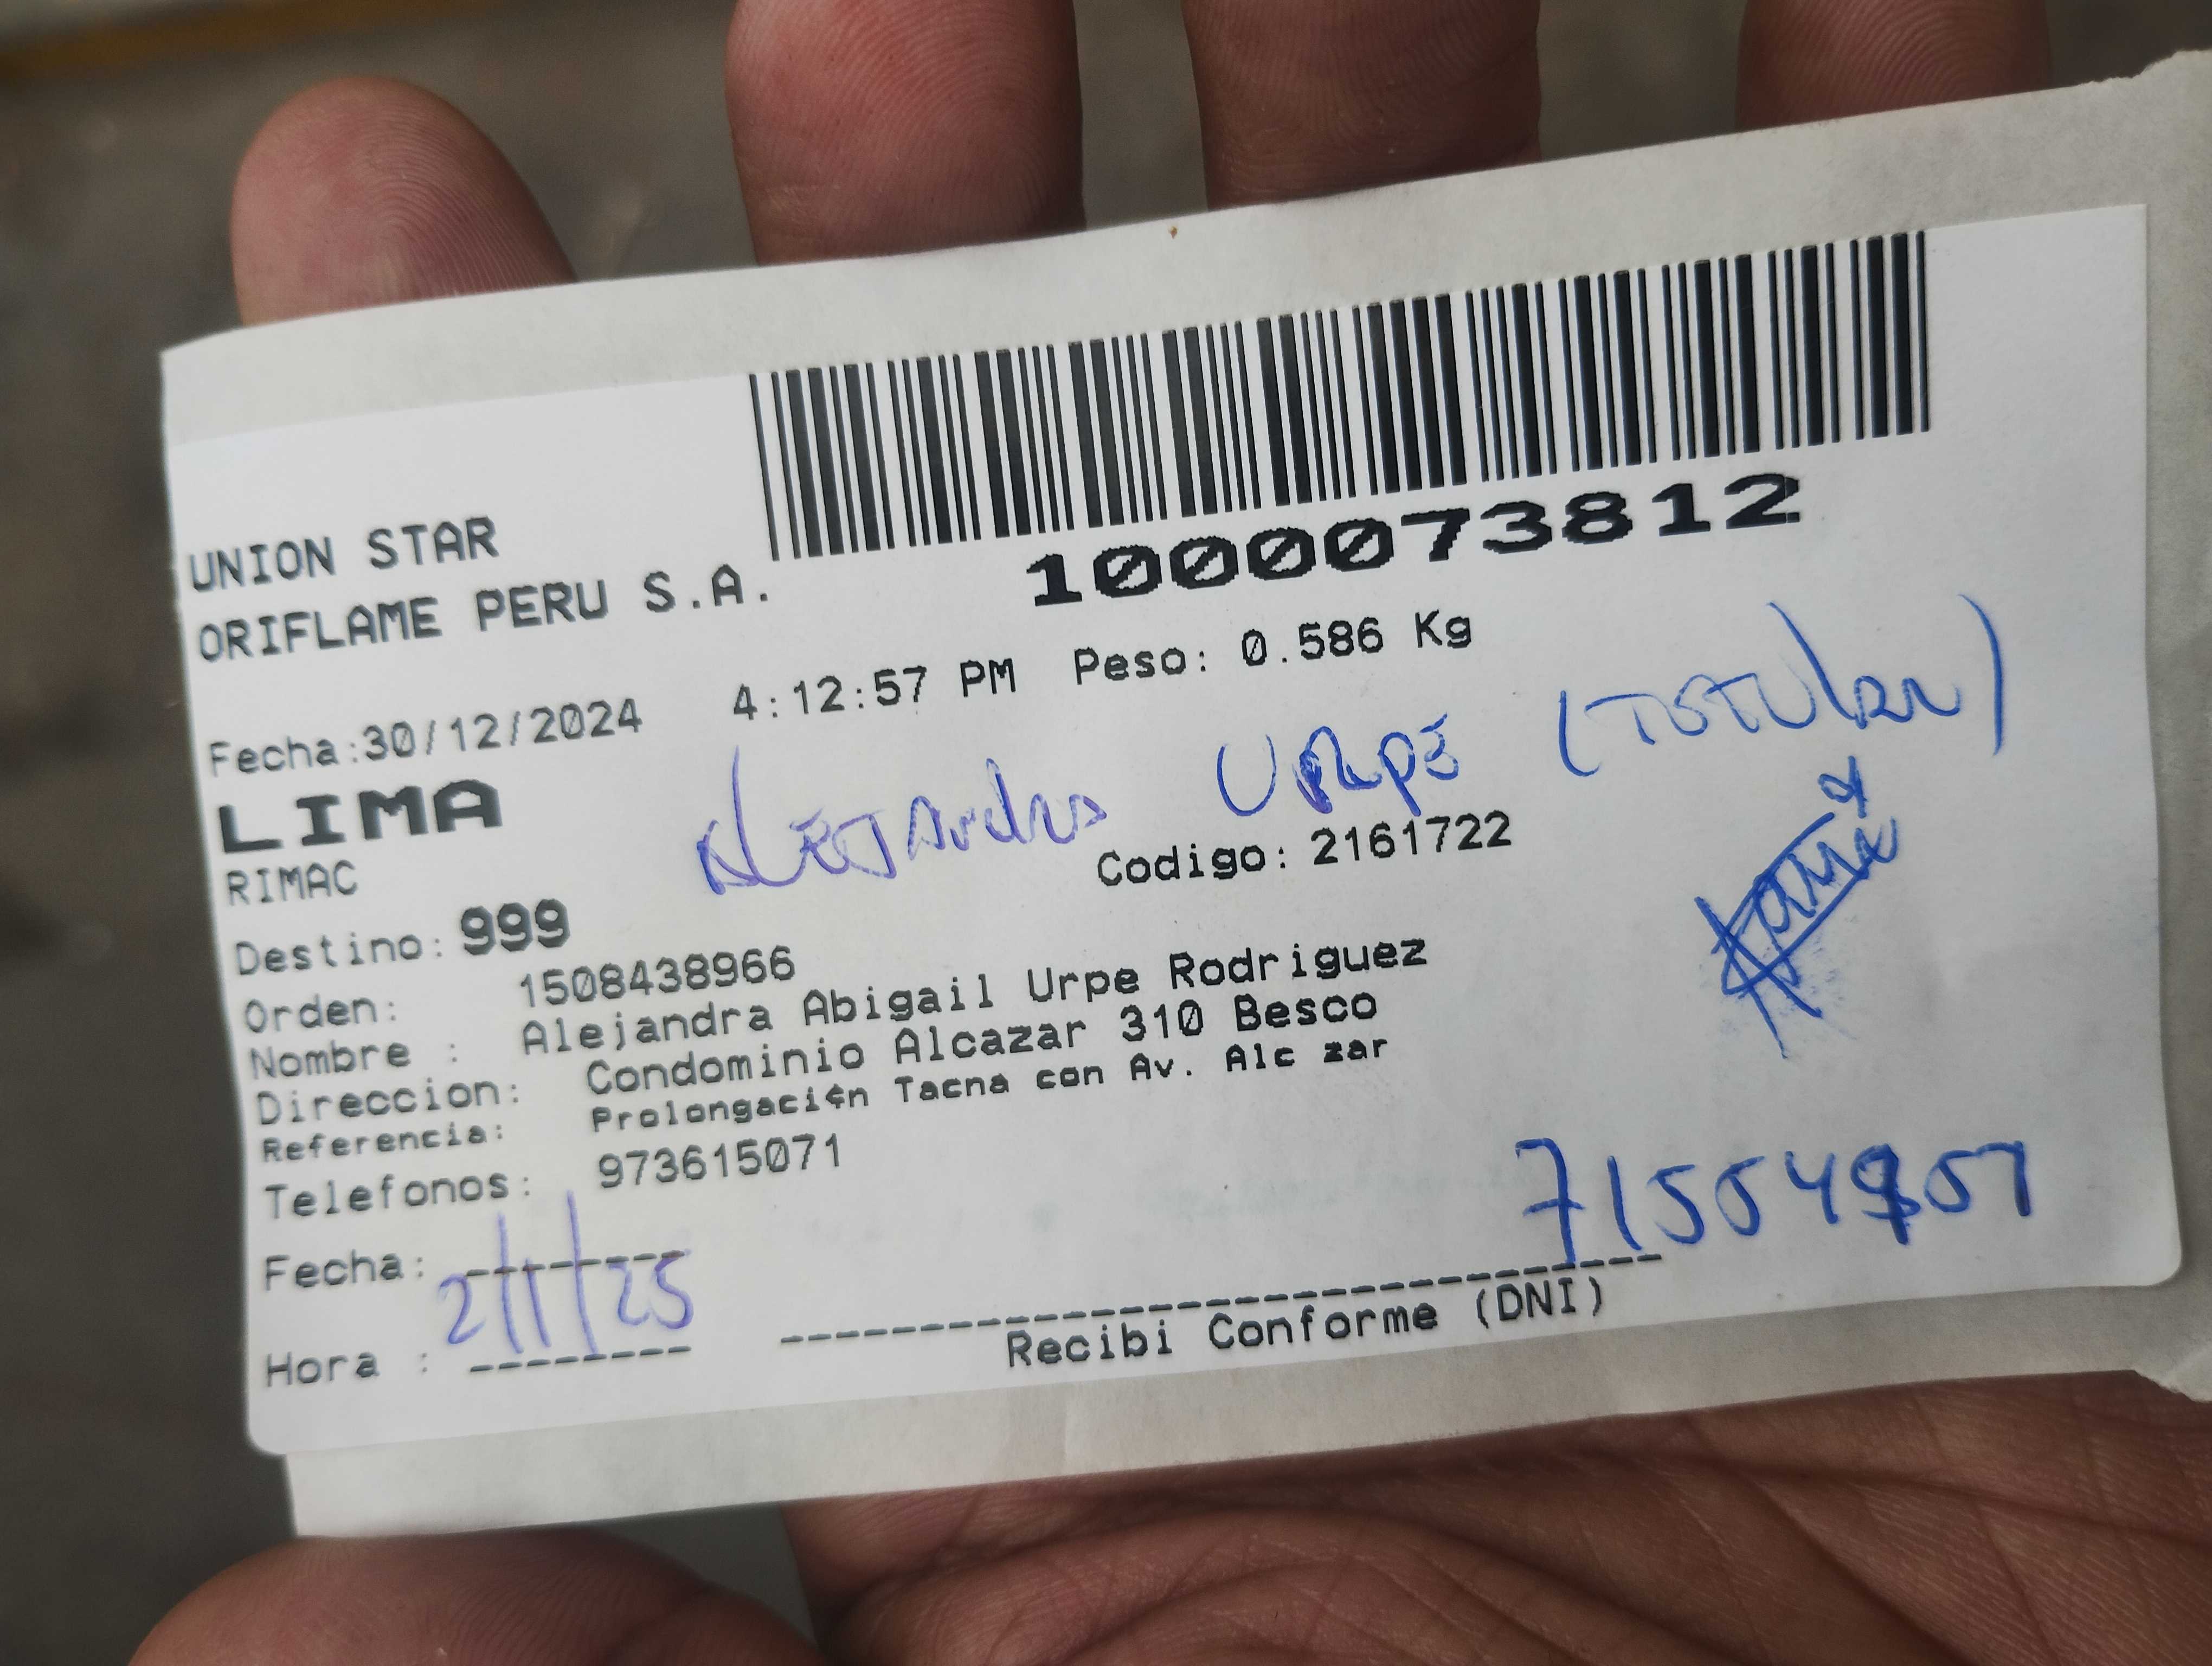 1000073812
UNION STAR
ORIFLAME PERU S.A.
Fecha:30/12/2024 4:12:57 PM Peso: 0.586 Kg
LIMA
Urpe
RIMAC
Codigo: 2161722
Destino: 999
Orden: 1508438966
Nombre : Alejandra Abigail Urpe Rodriguez
Direccion: Condominio Alcazar 310 Besco
Referencia: Prolongaci¢n Tacna con Av. Alc zar
Telefonos: 973615071
Fecha: 2/1/25
Hora :
Recibi Conforme (DNI)